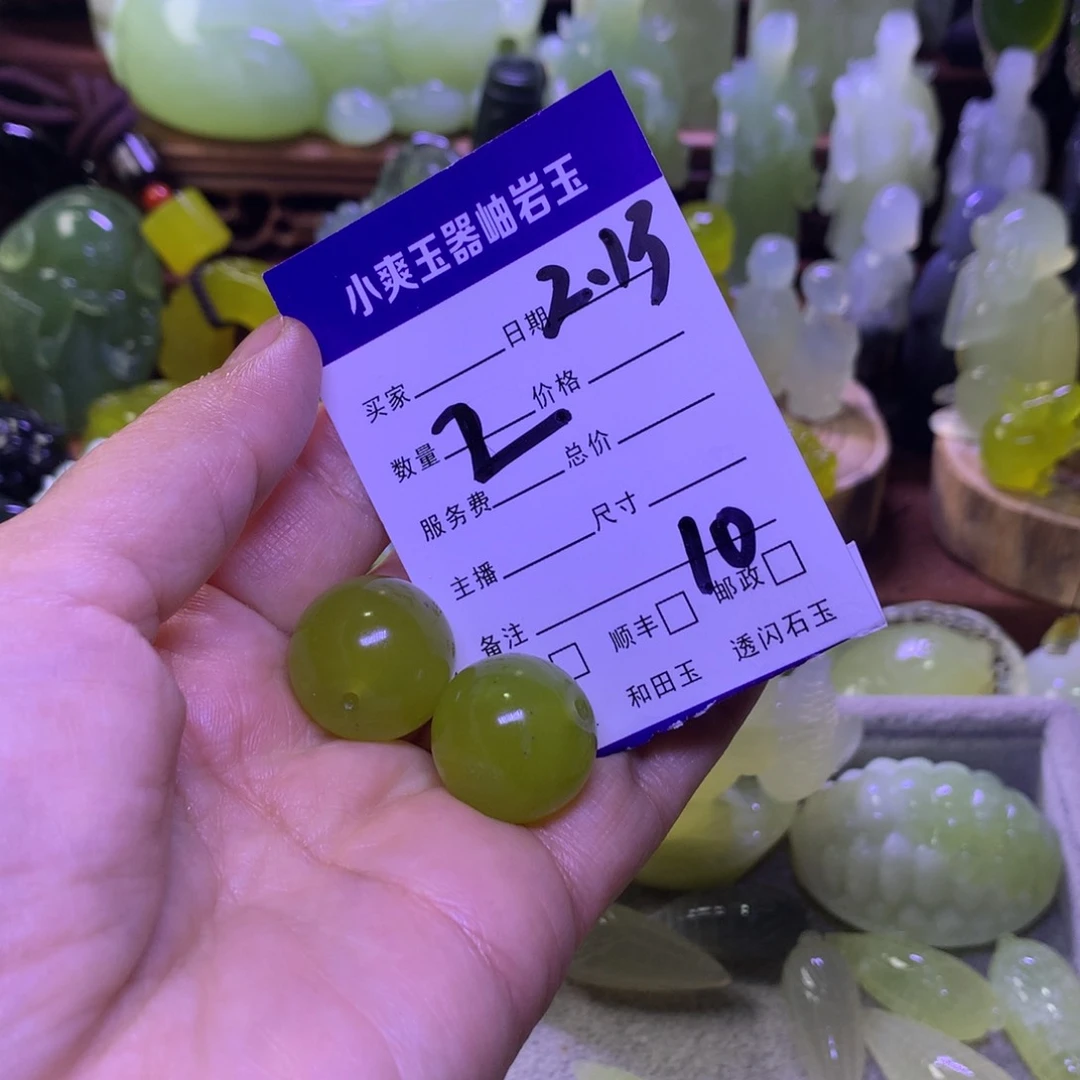 小爽玉器岫岩玉
买家 日期 2.15
数量 2 价格
服务费 总价
主播 尺寸
备注 10
顺丰 邮政
和田玉 透闪石玉